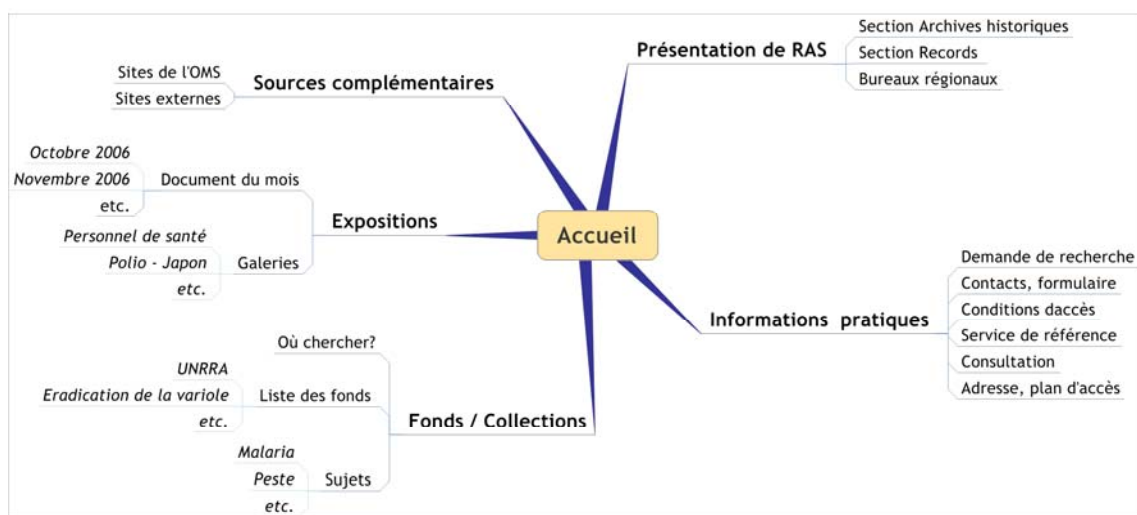 Accueil
Présentation de RAS
Section Archives historiques
Section Records
Bureaux régionaux
Informations pratiques
Demande de recherche
Contacts, formulaire
Conditions daccès
Service de référence
Consultation
Adresse, plan d'accès
Sources complémentaires
Sites de l'OMS
Sites externes
Expositions
Document du mois
Octobre 2006
Novembre 2006
etc.
Galeries
Personnel de santé
Polio - Japon
etc.
Fonds / Collections
Où chercher?
Liste des fonds
UNRRA
Eradication de la variole
etc.
Sujets
Malaria
Peste
etc.